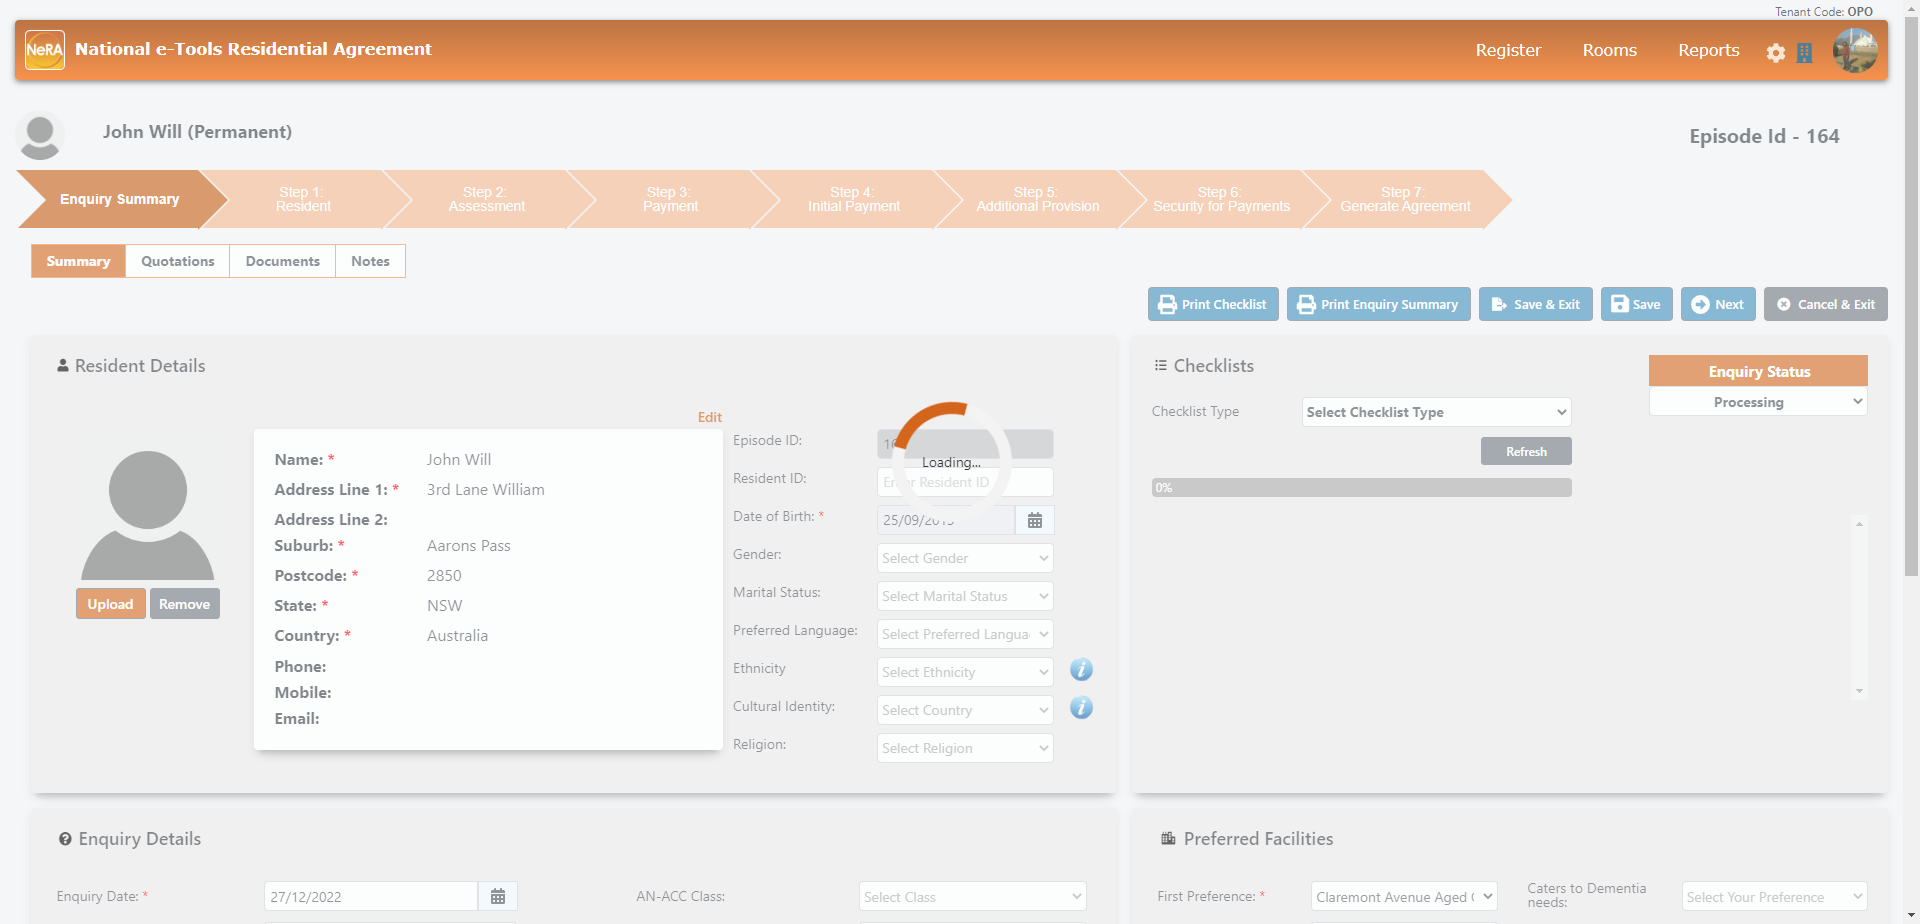 Tenant Code: OPO
NeRA National e-Tools Residential Agreement
Register Rooms Reports
John Will (Permanent)
Episode Id - 164
Enquiry Summary
Step 1:
Resident
Step 2:
Assessment
Step 3:
Payment
Step 4:
Initial Payment
Step 5:
Additional Provision
Step 6:
Security for Payments
Step 7:
Generate Agreement
Summary Quotations Documents Notes
Print Checklist Print Enquiry Summary Save & Exit Save Next Cancel & Exit
Resident Details
Edit
Upload Remove
Name: * John Will
Address Line 1: * 3rd Lane William
Address Line 2:
Suburb: * Aarons Pass
Postcode: * 2850
State: * NSW
Country: * Australia
Phone:
Mobile:
Email:
Episode ID:
Loading...
Resident ID: Enter Resident ID
Date of Birth: * 25/09/2015
Gender: Select Gender
Marital Status: Select Marital Status
Preferred Language: Select Preferred Langua
Ethnicity Select Ethnicity
Cultural Identity: Select Country
Religion: Select Religion
Checklists
Enquiry Status
Processing
Checklist Type Select Checklist Type
Refresh
0%
Enquiry Details
Enquiry Date: * 27/12/2022
AN-ACC Class: Select Class
Preferred Facilities
First Preference: * Claremont Avenue Aged
Caters to Dementia
needs:
Select Your Preference